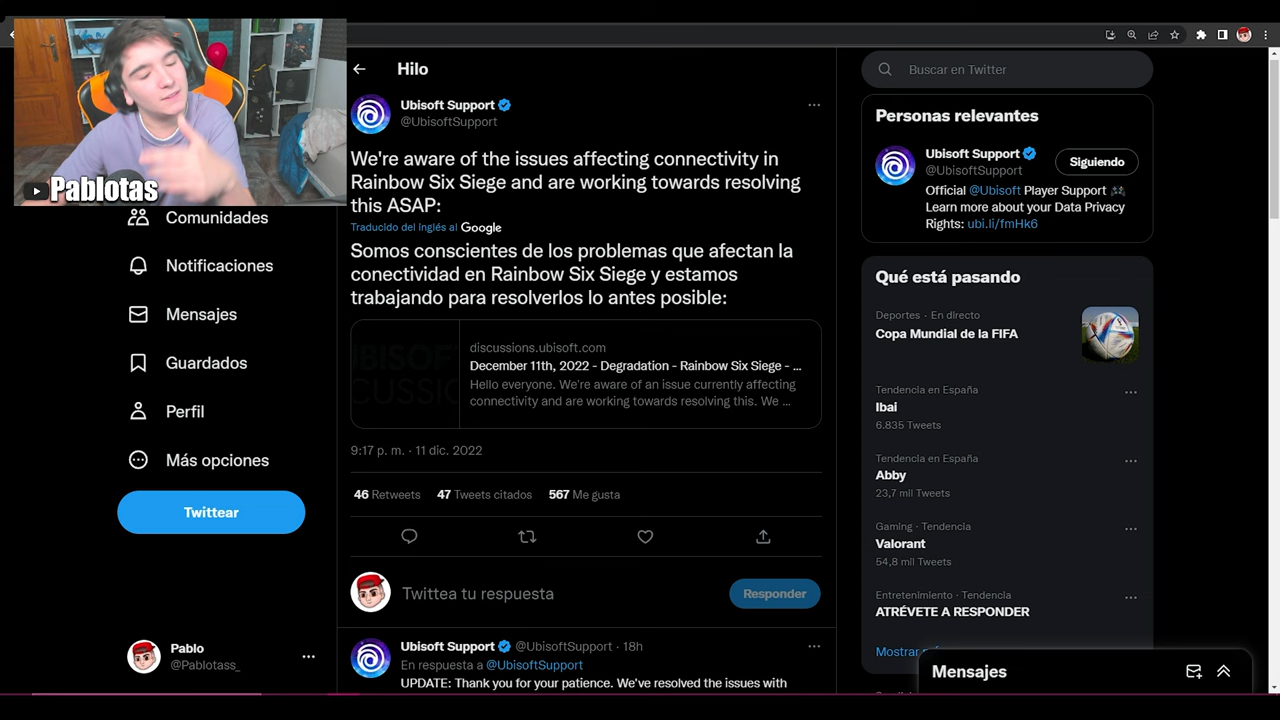 Pablotas
Comunidades
Notificaciones
Mensajes
Guardados
Perfil
Más opciones
Twittear
Pablo
@Pablotass_
Hilo
Ubisoft Support
@UbisoftSupport
We're aware of the issues affecting connectivity in
Rainbow Six Siege and are working towards resolving
this ASAP:
Traducido del inglés al Google
Somos conscientes de los problemas que afectan la
conectividad en Rainbow Six Siege y estamos
trabajando para resolverlos lo antes posible:
discussions.ubisoft.com
December 11th, 2022 - Degradation - Rainbow Six Siege - ...
Hello everyone. We're aware of an issue currently affecting
connectivity and are working towards resolving this. We ...
9:17 p. m. · 11 dic. 2022
46 Retweets 47 Tweets citados 567 Me gusta
Twittea tu respuesta
Responder
Ubisoft Support @UbisoftSupport · 18h
En respuesta a @UbisoftSupport
UPDATE: Thank you for your patience. We've resolved the issues with
Buscar en Twitter
Personas relevantes
Ubisoft Support
@UbisoftSupport
Siguiendo
Official @Ubisoft Player Support
Learn more about your Data Privacy
Rights: ubi.li/fmHk6
Qué está pasando
Deportes · En directo
Copa Mundial de la FIFA
Tendencia en España
Ibai
6.835 Tweets
Tendencia en España
Abby
23,7 mil Tweets
Gaming · Tendencia
Valorant
54,8 mil Tweets
Entretenimiento · Tendencia
ATRÉVETE A RESPONDER
Mostrar
Mensajes